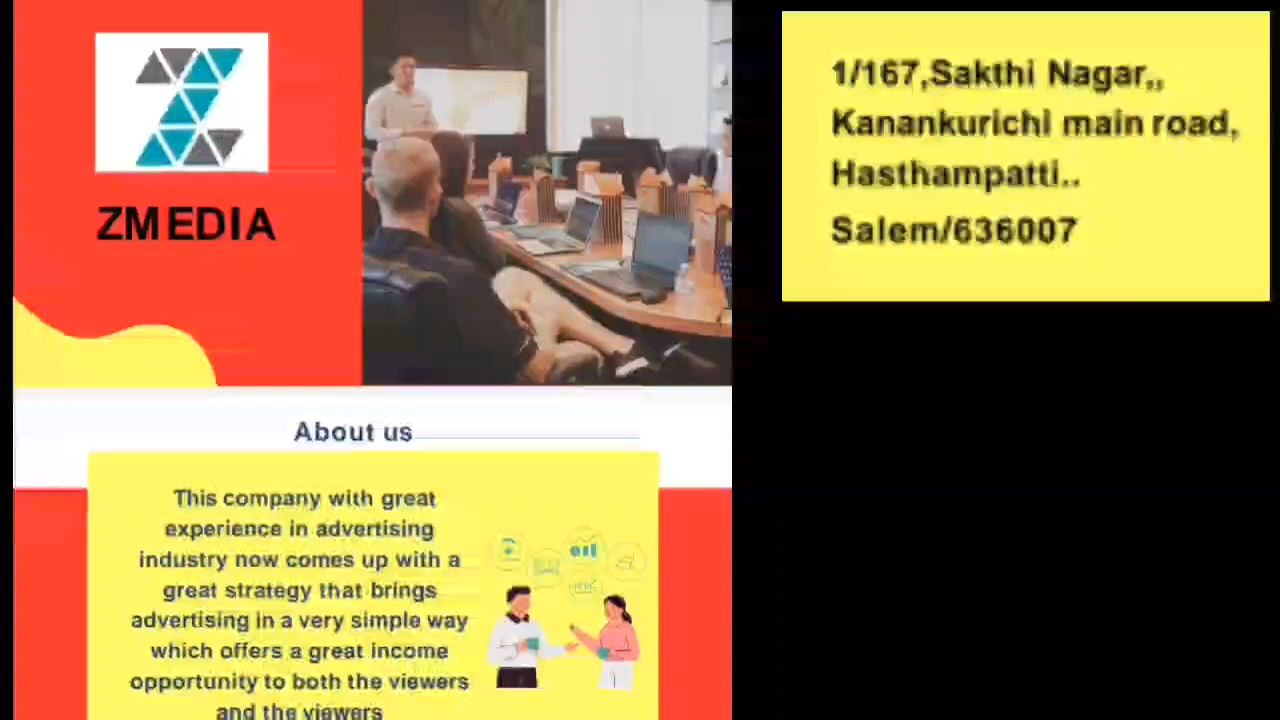 ZMEDIA
About us
This company with great
experience in advertising
industry now comes up with a
great strategy that brings
advertising in a very simple way
which offers a great income
opportunity to both the viewers
and the viewers
1/167,Sakthi Nagar,,
Kanankurichi main road,
Hasthampatti..
Salem/636007